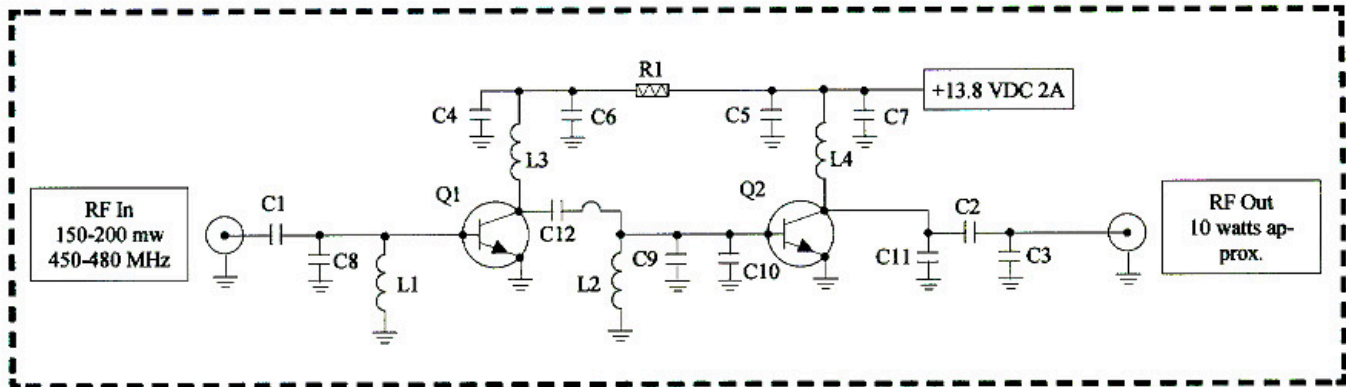 R1
C4
C6
C5
C7
+13.8 VDC 2A
L3
L4
RF In
150-200 mw
450-480 MHz
C1
Q1
Q2
C12
C2
RF Out
10 watts ap-
prox.
C8
L1
L2
C9
C10
C11
C3